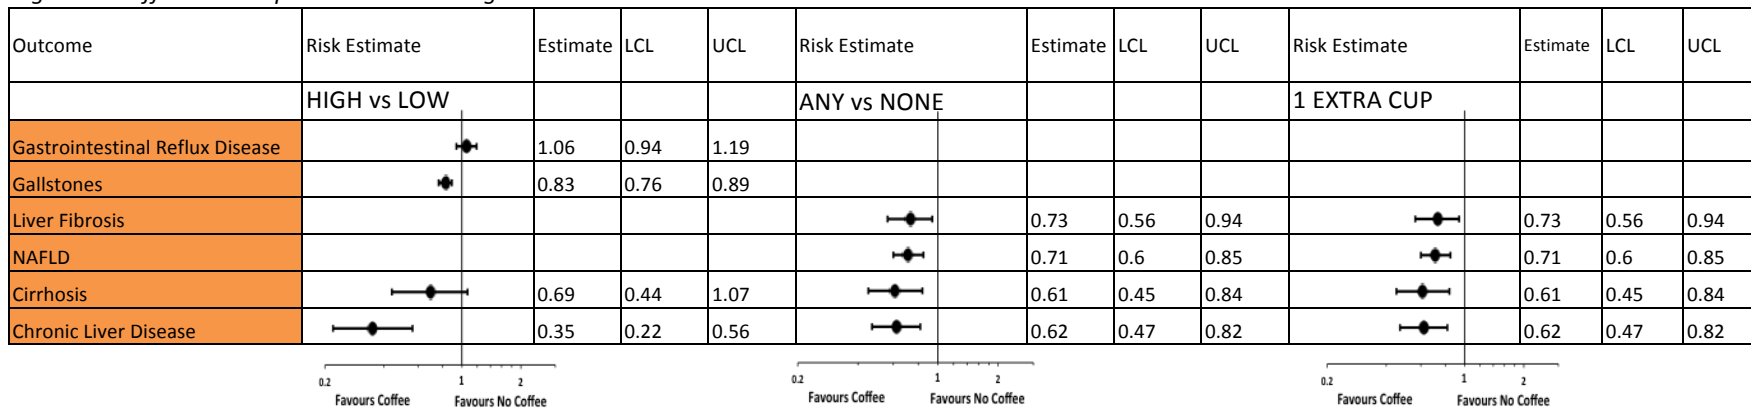 Outcome Risk Estimate Estimate LCL UCL Risk Estimate Estimate LCL UCL Risk Estimate Estimate LCL UCL
HIGH vs LOW ANY vs NONE 1 EXTRA CUP
Gastrointestinal Reflux Disease 1.06 0.94 1.19
Gallstones 0.83 0.76 0.89
Liver Fibrosis 0.73 0.56 0.94 0.73 0.56 0.94
NAFLD 0.71 0.6 0.85 0.71 0.6 0.85
Cirrhosis 0.69 0.44 1.07 0.61 0.45 0.84 0.61 0.45 0.84
Chronic Liver Disease 0.35 0.22 0.56 0.62 0.47 0.82 0.62 0.47 0.82
0.2 1 2 0.2 1 2 0.2 1 2
Favours Coffee Favours No Coffee Favours Coffee Favours No Coffee Favours Coffee Favours No Coffee